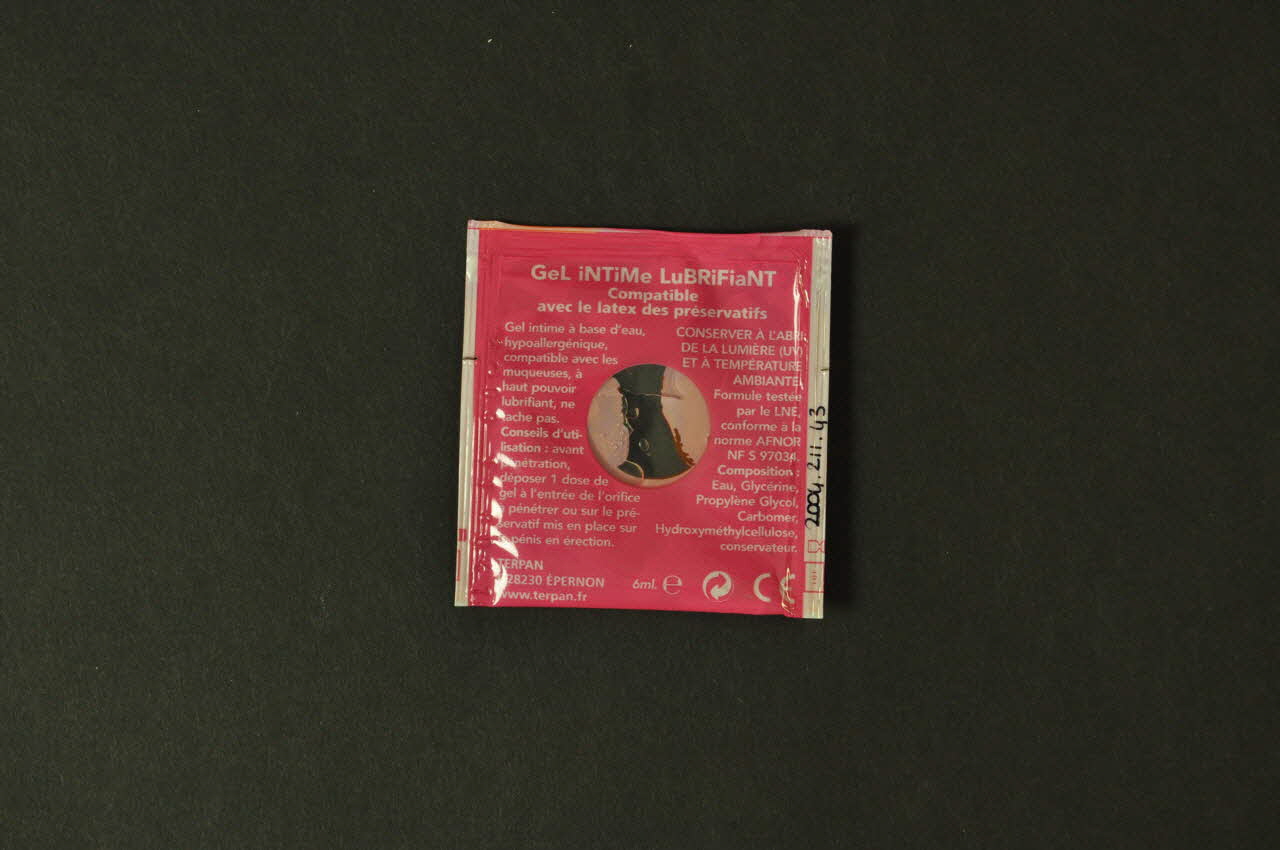 GeL iNTiMe LuBRiFiaNT
Compatible
avec le latex des préservatifs
Gel intime à base d'eau,
hypoallergénique,
compatible avec les
muqueuses, à
haut pouvoir
lubrifiant, ne
tache pas.
Conseils d'uti-
lisation : avant
pénétration,
déposer 1 dose de
gel à l'entrée de l'orifice
à pénétrer ou sur le pré-
servatif mis en place sur
le pénis en érection.
CONSERVER À L'ABRI
DE LA LUMIÈRE (UV)
ET À TEMPÉRATURE
AMBIANTE.
Formule testée
par le LNE,
conforme à la
norme AFNOR
NF S 97034.
Composition :
Eau, Glycérine,
Propylène Glycol,
Carbomer,
Hydroxyméthylcellulose,
conservateur.
TERPAN
28230 ÉPERNON
www.terpan.fr
6ml. e
CE
2004.211.43